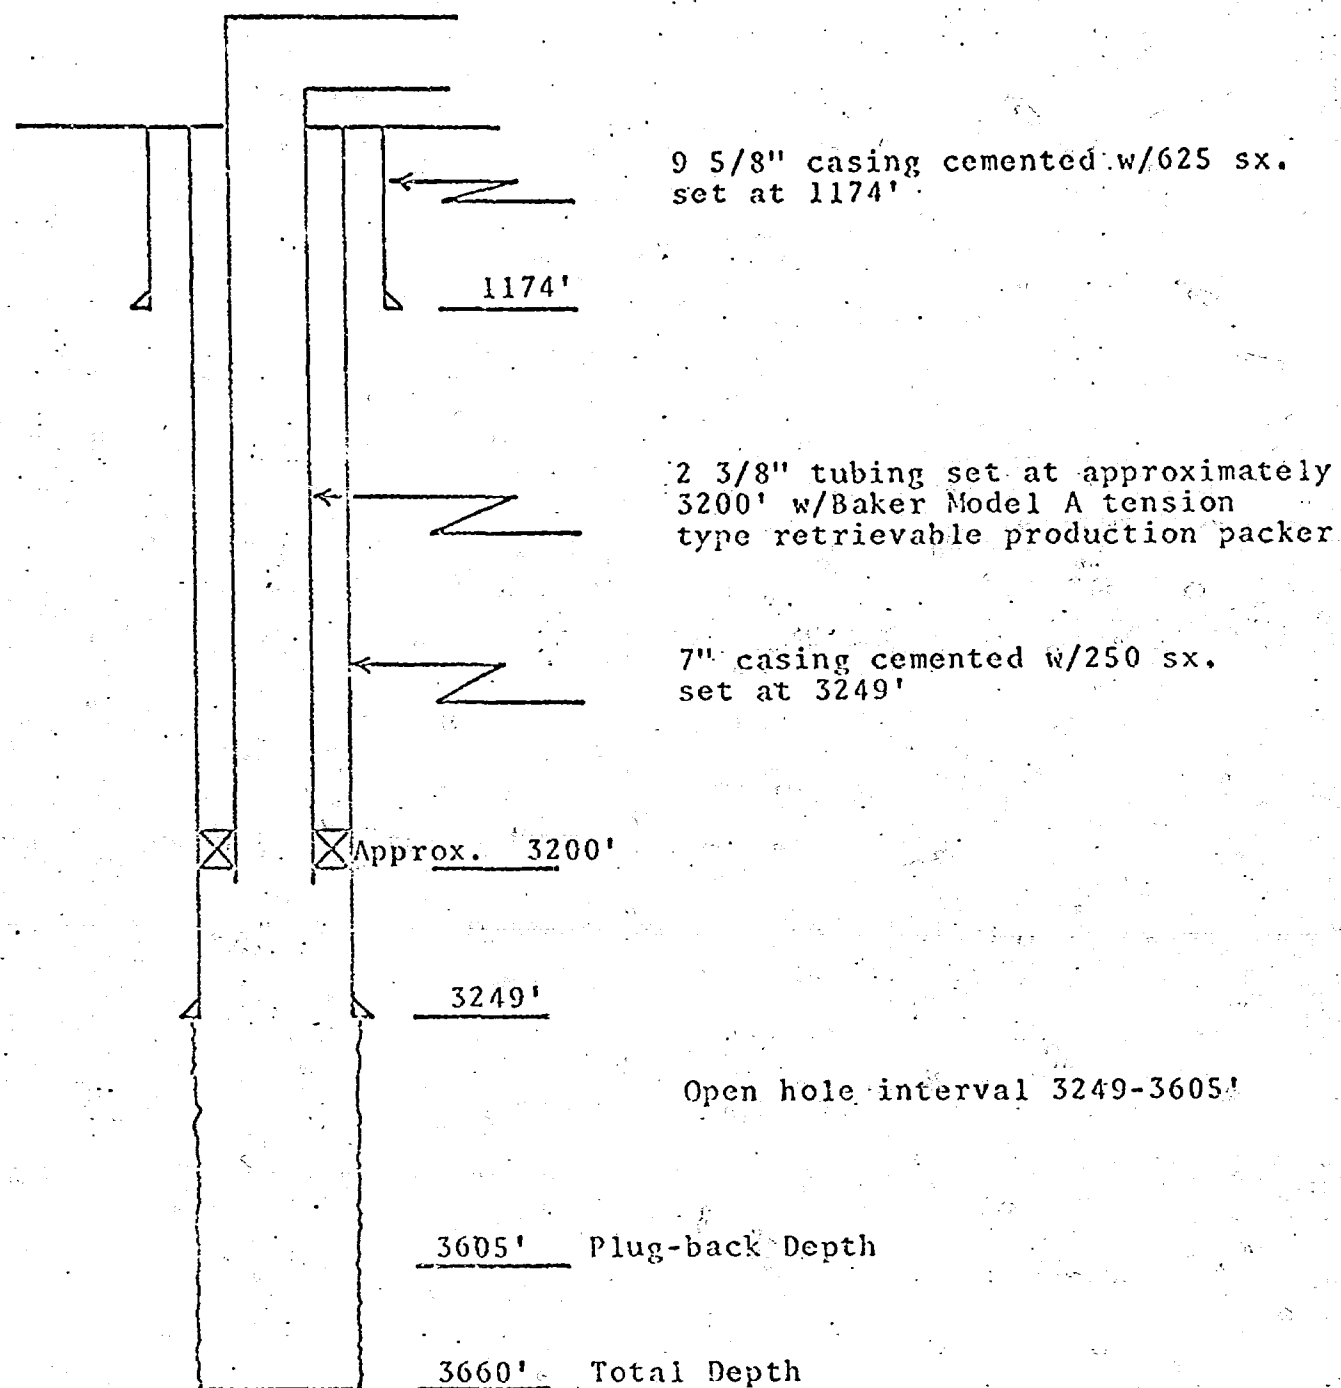 9 5/8" casing cemented w/625 sx.
set at 1174'
1174'
2 3/8" tubing set at approximately
3200' w/Baker Model A tension
type retrievable production packer
7" casing cemented w/250 sx.
set at 3249'
Approx. 3200'
3249'
Open hole interval 3249-3605'
3605' Plug-back Depth
3660' Total Depth